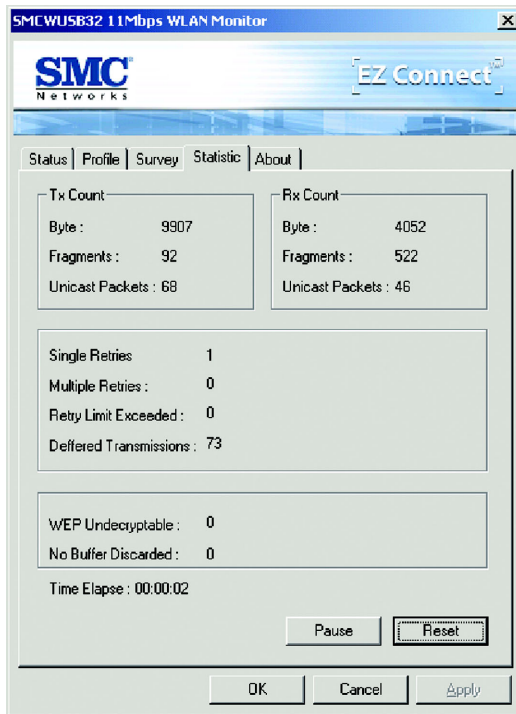 SMCWUSB32 11Mbps WLAN Monitor
SMC®
Networks
EZ Connect™
Status Profile Survey Statistic About
Tx Count
Byte : 9907
Fragments : 92
Unicast Packets : 68
Rx Count
Byte : 4052
Fragments : 522
Unicast Packets : 46
Single Retries 1
Multiple Retries : 0
Retry Limit Exceeded : 0
Deffered Transmissions : 73
WEP Undecryptable : 0
No Buffer Discarded : 0
Time Elapse : 00:00:02
Pause Reset
OK Cancel Apply